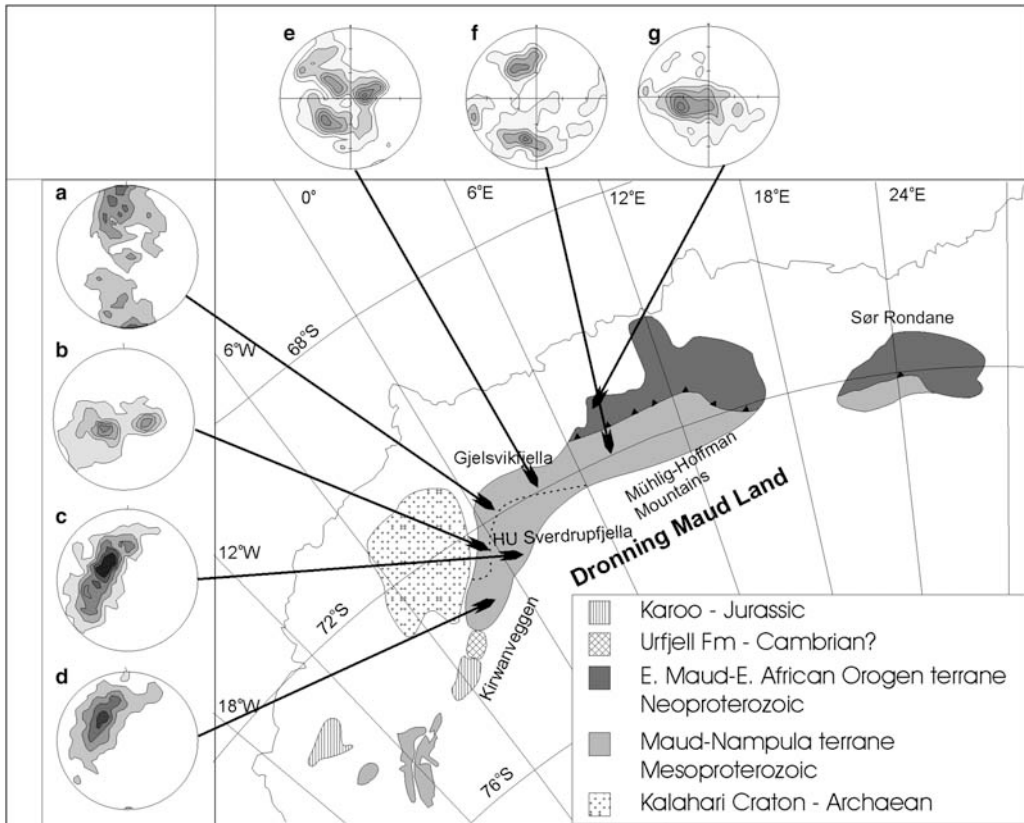 e
f
g
a
b
c
d
0°
6°E
12°E
18°E
24°E
68°S
6°W
12°W
72°S
18°W
76°S
Sør Rondane
Gjelsvikfjella
Mühlig-Hoffman
Mountains
HU Sverdrupfjella
Dronning Maud Land
Kirwanveggen
Karoo - Jurassic
Urfjell Fm - Cambrian?
E. Maud-E. African Orogen terrane
Neoproterozoic
Maud-Nampula terrane
Mesoproterozoic
Kalahari Craton - Archaean